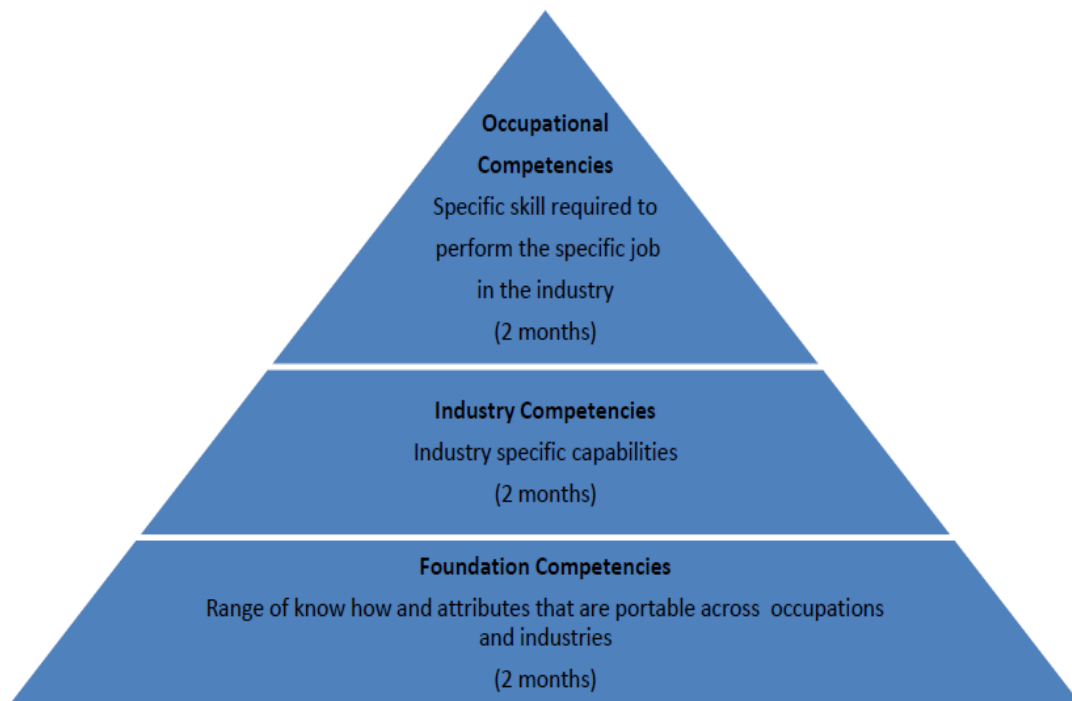 Occupational
Competencies
Specific skill required to
perform the specific job
in the industry
(2 months)
Industry Competencies
Industry specific capabilities
(2 months)
Foundation Competencies
Range of know how and attributes that are portable across occupations
and industries
(2 months)